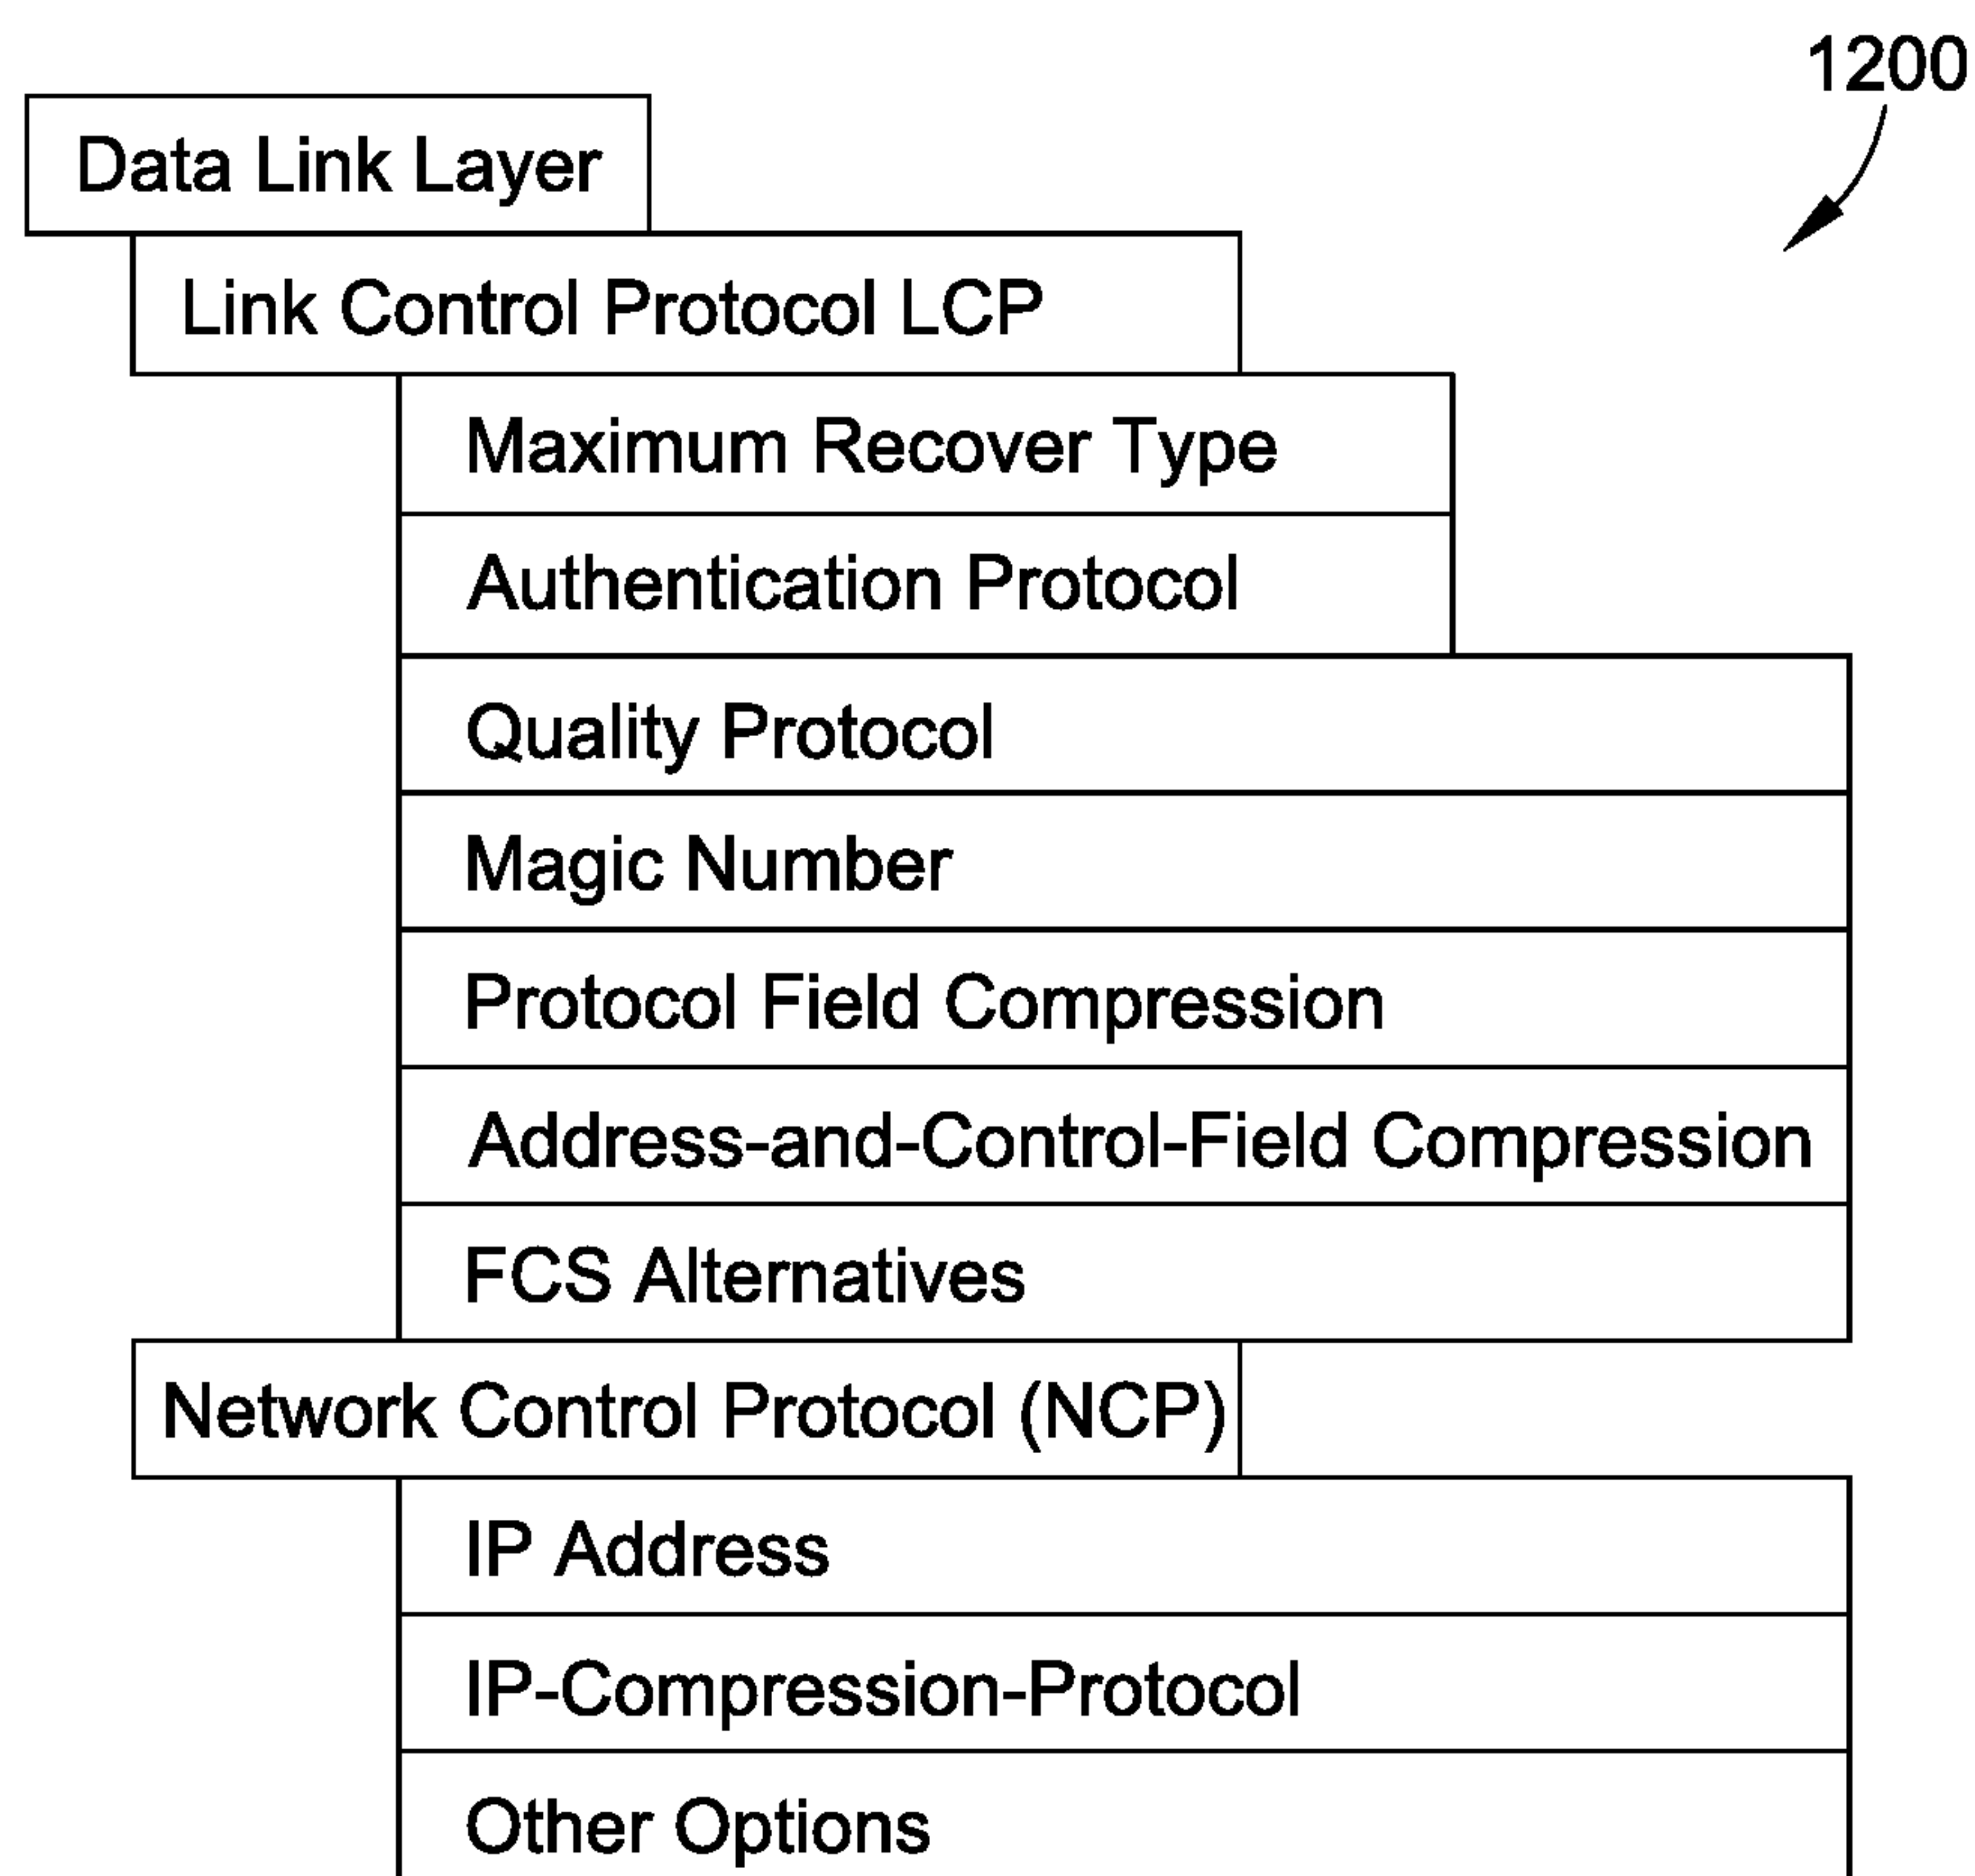 1200
Data Link Layer
Link Control Protocol LCP
Maximum Recover Type
Authentication Protocol
Quality Protocol
Magic Number
Protocol Field Compression
Address-and-Control-Field Compression
FCS Alternatives
Network Control Protocol (NCP)
IP Address
IP-Compression-Protocol
Other Options